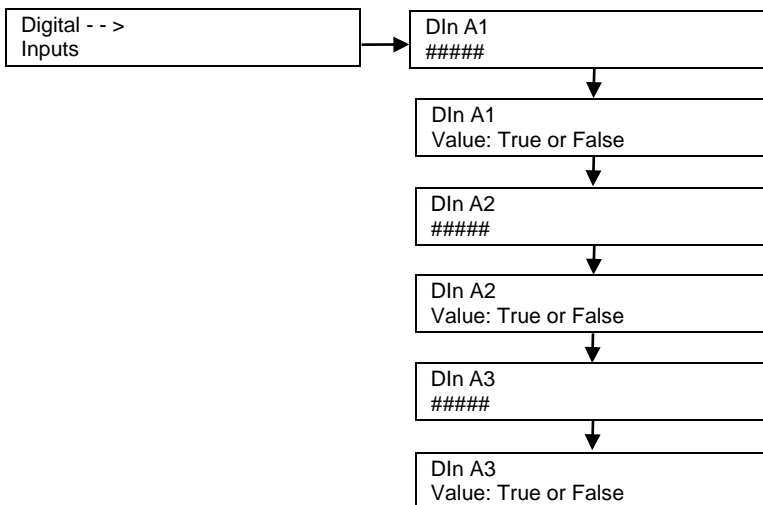 Digital - - >
Inputs
DIn A1
#####
DIn A1
Value: True or False
DIn A2
#####
DIn A2
Value: True or False
DIn A3
#####
DIn A3
Value: True or False